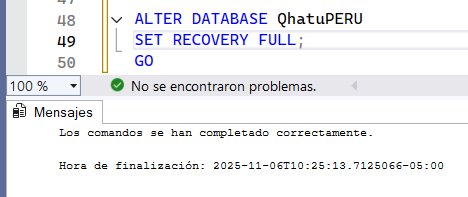 47
48 ALTER DATABASE QhatuPERU
49 SET RECOVERY FULL;
50 GO
100 % No se encontraron problemas.
Mensajes
Los comandos se han completado correctamente.
Hora de finalización: 2025-11-06T10:25:13.7125066-05:00